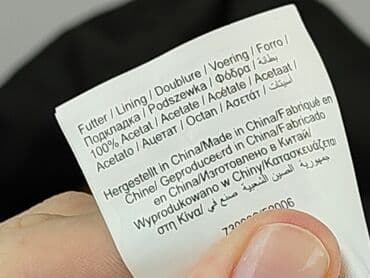 Futter / Lining / Doublure / Voering / Forro /
Подкладка / Podszewka / Φόδρα / بطانة
100% Acetat / Acetate / Acétate / Acetaat /
Acetato / Ацетат / Octan / Ασετάτ / أسيتات
Hergestellt in China/Made in China/Fabriqué en
Chine/ Geproduceerd in China/Fabricado
en China/Изготовлено в Китай/
Wyprodukowano w Chiny/Κατασκευάζεται
στη Κίνα/ جمهورية الصين الشعبية صنع في